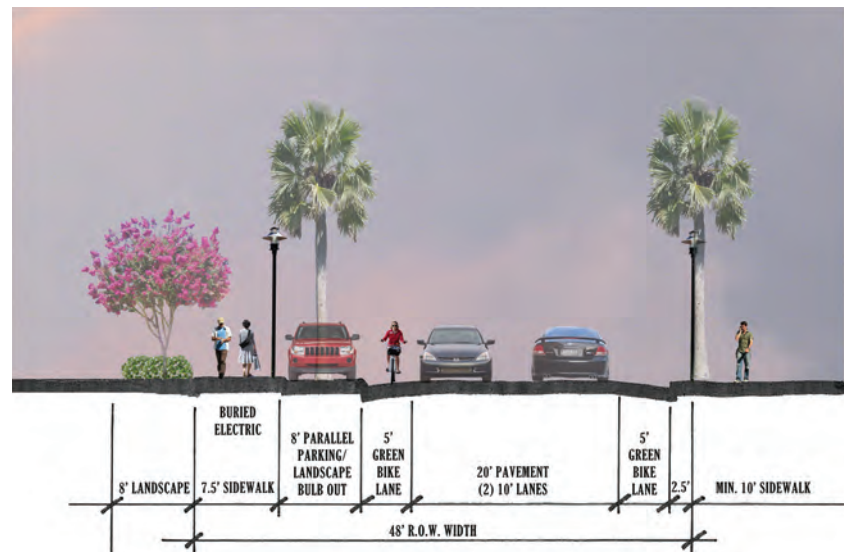 BURIED
ELECTRIC
8' LANDSCAPE
7.5' SIDEWALK
8' PARALLEL
PARKING/
LANDSCAPE
BULB OUT
5'
GREEN
BIKE
LANE
20' PAVEMENT
(2) 10' LANES
5'
GREEN
BIKE
LANE
2.5'
MIN. 10' SIDEWALK
48' R.O.W. WIDTH